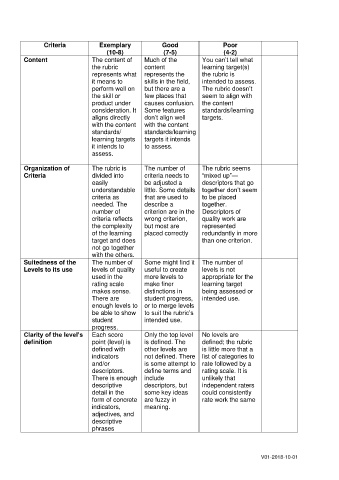 Criteria
Exemplary
(10-8)
Good
(7-5)
Poor
(4-2)
Content
The content of
the rubric
represents what
it means to
perform well on
the skill or
product under
consideration. It
aligns directly
with the content
standards/
learning targets
it intends to
assess.
Much of the
content
represents the
skills in the field,
but there are a
few places that
causes confusion.
Some features
don't align well
with the content
standards/learning
targets it intends
to assess.
You can't tell what
learning target(s)
the rubric is
intended to assess.
The rubric doesn't
seem to align with
the content
standards/learning
targets.
Organization of
Criteria
The rubric is
divided into
easily
understandable
criteria as
needed. The
number of
criteria reflects
the complexity
of the learning
target and does
not go together
with the others.
The number of
criteria needs to
be adjusted a
little. Some details
that are used to
describe a
criterion are in the
wrong criterion,
but most are
placed correctly
The rubric seems
"mixed up"—
descriptors that go
together don't seem
to be placed
together.
Descriptors of
quality work are
represented
redundantly in more
than one criterion.
Suitedness of the
Levels to its use
The number of
levels of quality
used in the
rating scale
makes sense.
There are
enough levels to
be able to show
student
progress.
Some might find it
useful to create
more levels to
make finer
distinctions in
student progress,
or to merge levels
to suit the rubric's
intended use.
The number of
levels is not
appropriate for the
learning target
being assessed or
intended use.
Clarity of the level's
definition
Each score
point (level) is
defined with
indicators
and/or
descriptors.
There is enough
descriptive
detail in the
form of concrete
indicators,
adjectives, and
descriptive
phrases
Only the top level
is defined. The
other levels are
not defined. There
is some attempt to
define terms and
include
descriptors, but
some key ideas
are fuzzy in
meaning.
No levels are
defined; the rubric
is little more that a
list of categories to
rate followed by a
rating scale. It is
unlikely that
independent raters
could consistently
rate work the same
V01-2018-10-01